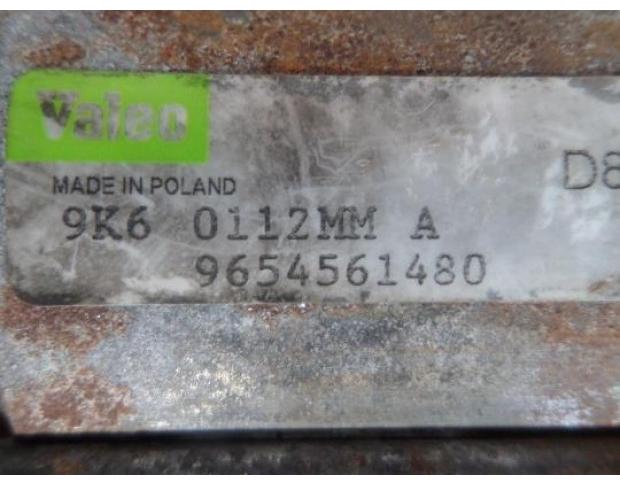 Valeo
D8
MADE IN POLAND
9K6 0112MM A
9654561480